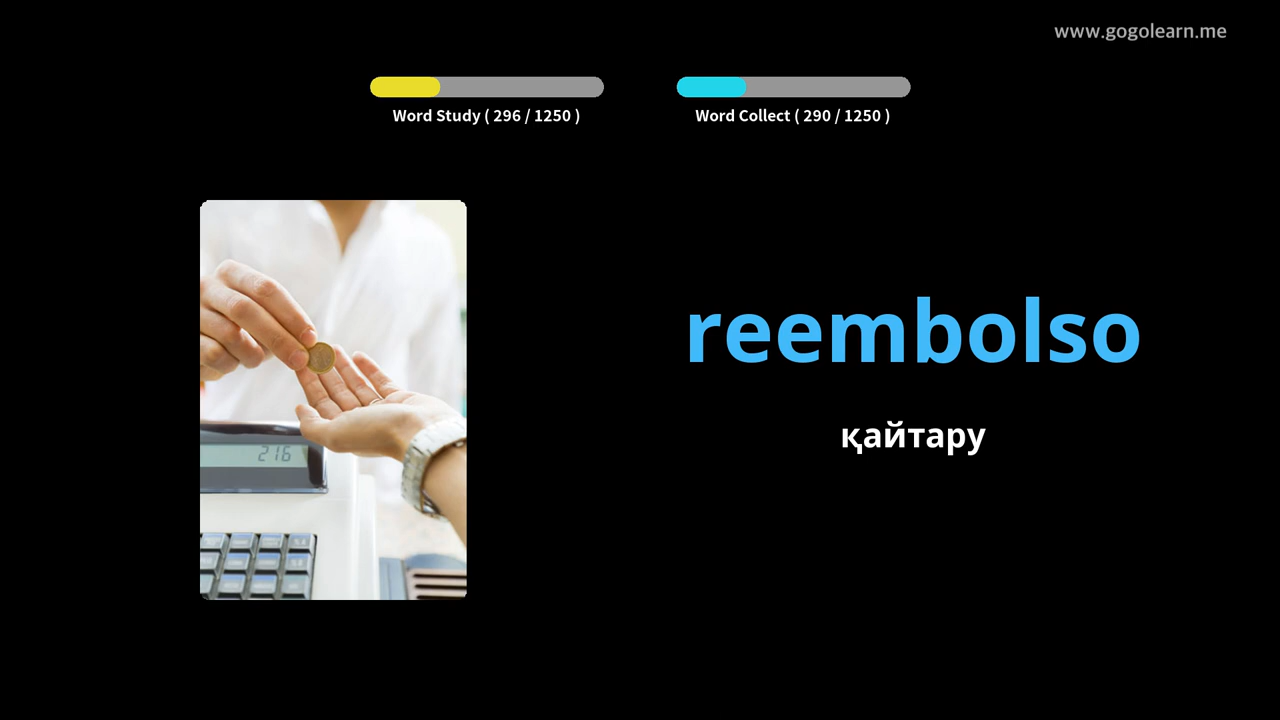 www.gogolearn.me
Word Study ( 296 / 1250 )
Word Collect ( 290 / 1250 )
reembolso
қайтару
216